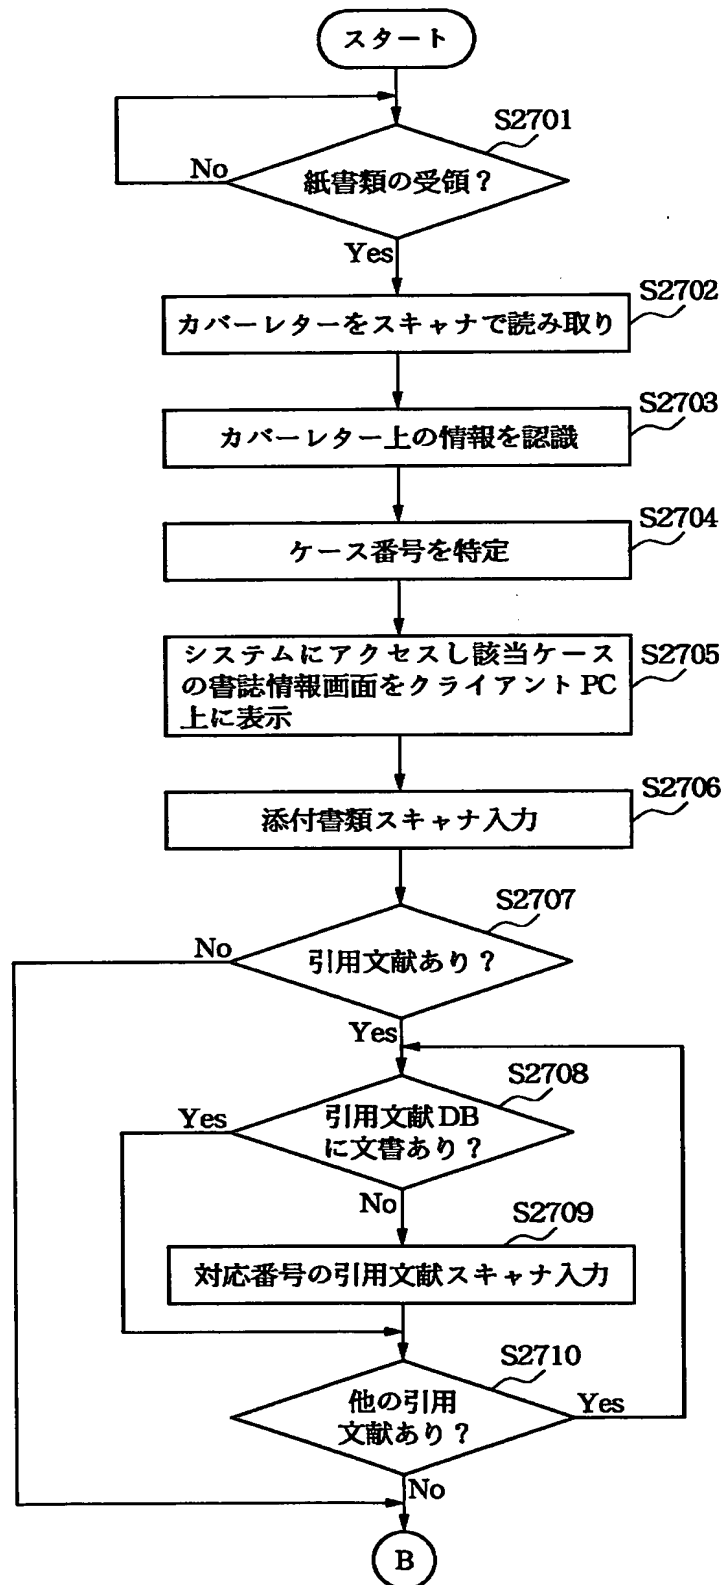 スタート
S2701
No
紙書類の受領？
Yes
S2702
カバーレターをスキャナで読み取り
S2703
カバーレター上の情報を認識
S2704
ケース番号を特定
S2705
システムにアクセスし該当ケース
の書誌情報画面をクライアントPC
上に表示
S2706
添付書類スキャナ入力
S2707
No
引用文献あり？
Yes
S2708
Yes
引用文献DB
に文書あり？
No
S2709
対応番号の引用文献スキャナ入力
S2710
他の引用
文献あり？
Yes
No
B